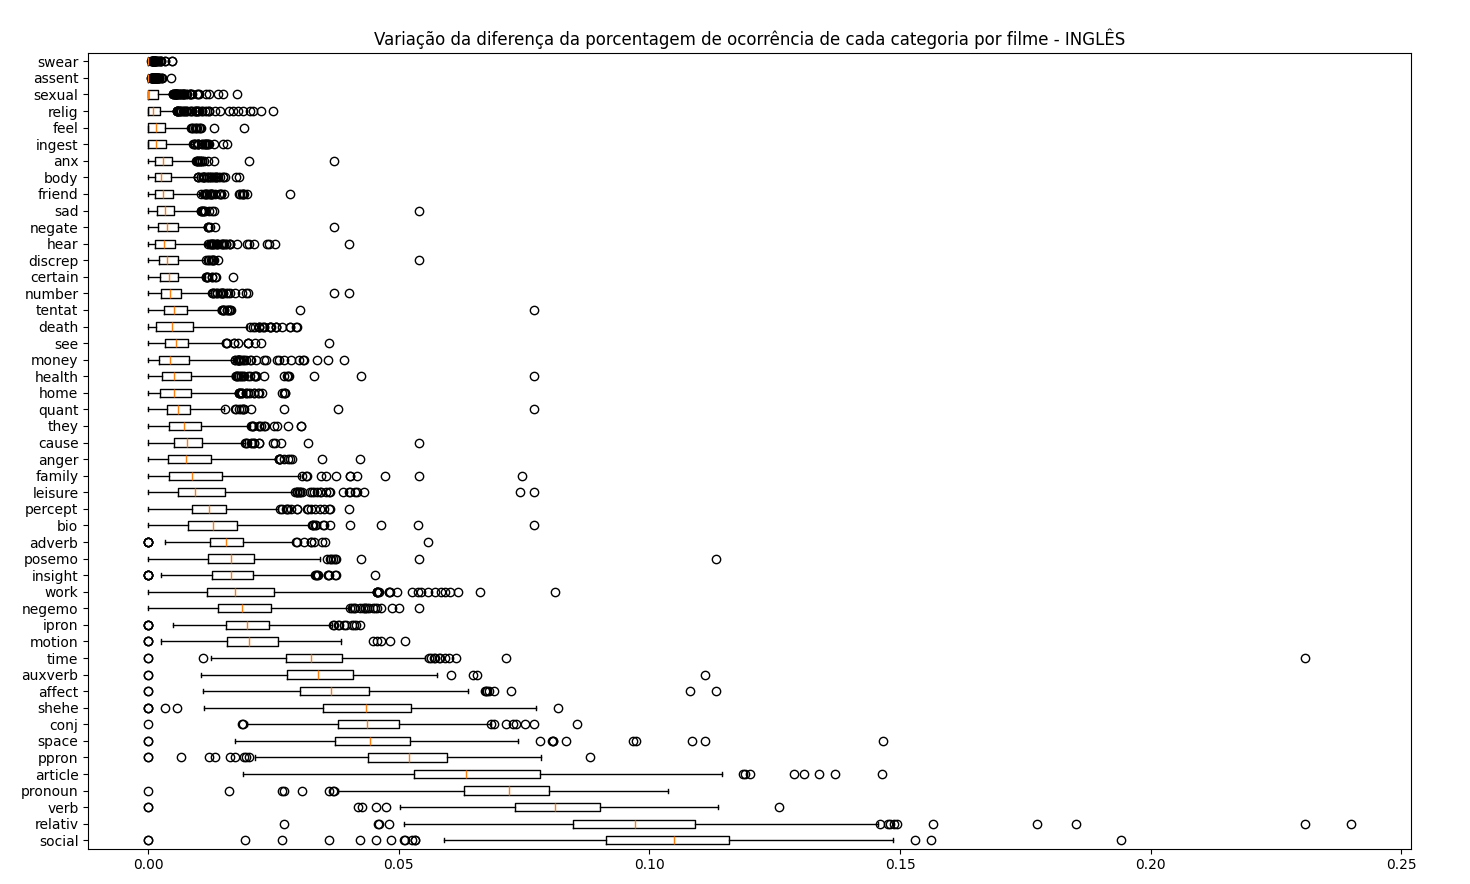 Variação da diferença da porcentagem de ocorrência de cada categoria por filme - INGLÊS
swear
assent
sexual
relig
feel
ingest
anx
body
friend
sad
negate
hear
discrep
certain
number
tentat
death
see
money
health
home
quant
they
cause
anger
family
leisure
percept
bio
adverb
posemo
insight
work
negemo
ipron
motion
time
auxverb
affect
shehe
conj
space
ppron
article
pronoun
verb
relativ
social
0.00 0.05 0.10 0.15 0.20 0.25